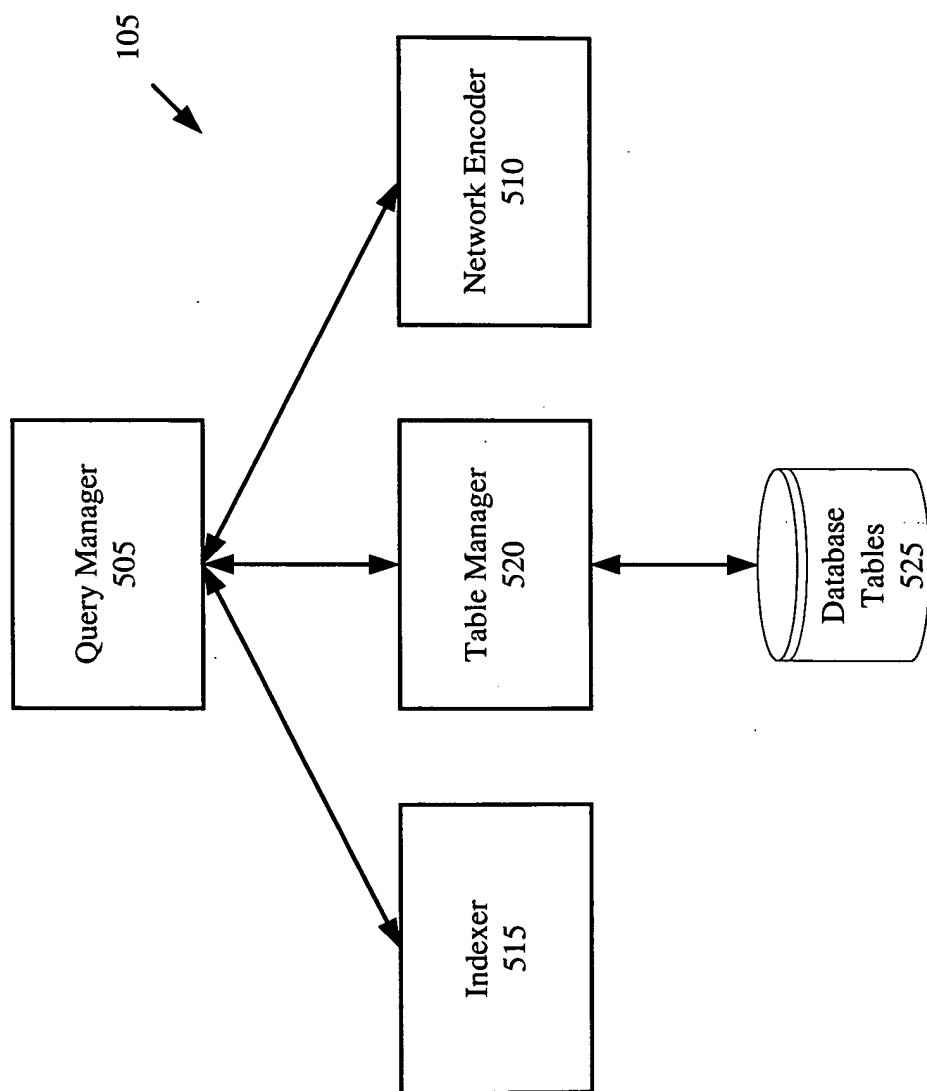 105
Query Manager
505
Network Encoder
510
Table Manager
520
Indexer
515
Database
Tables
525